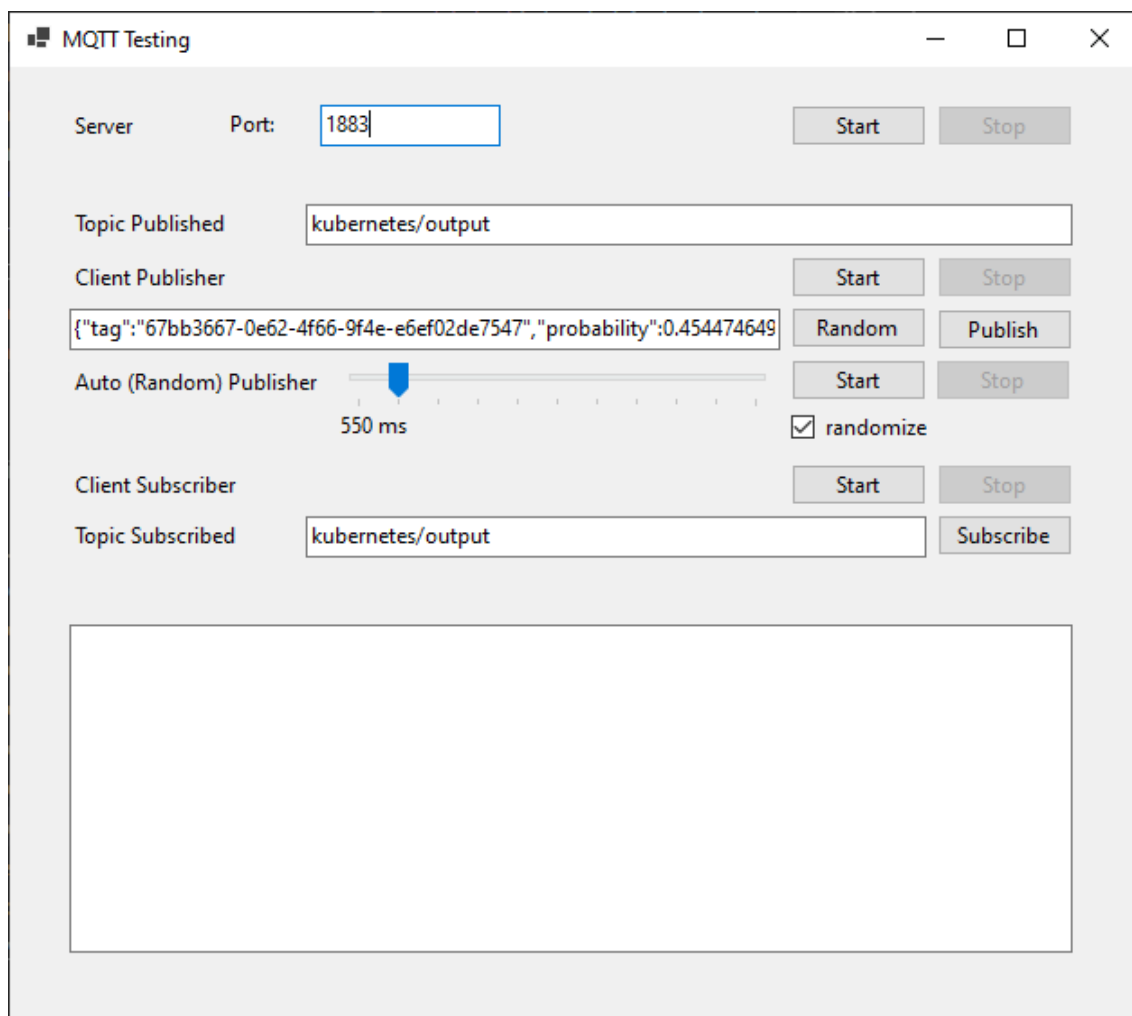 MQTT Testing
Server Port: 1883 Start Stop
Topic Published kubernetes/output
Client Publisher Start Stop
{"tag":"67bb3667-0e62-4f66-9f4e-e6ef02de7547","probability":0.454474649 Random Publish
Auto (Random) Publisher Start Stop
550 ms randomize
Client Subscriber Start Stop
Topic Subscribed kubernetes/output Subscribe